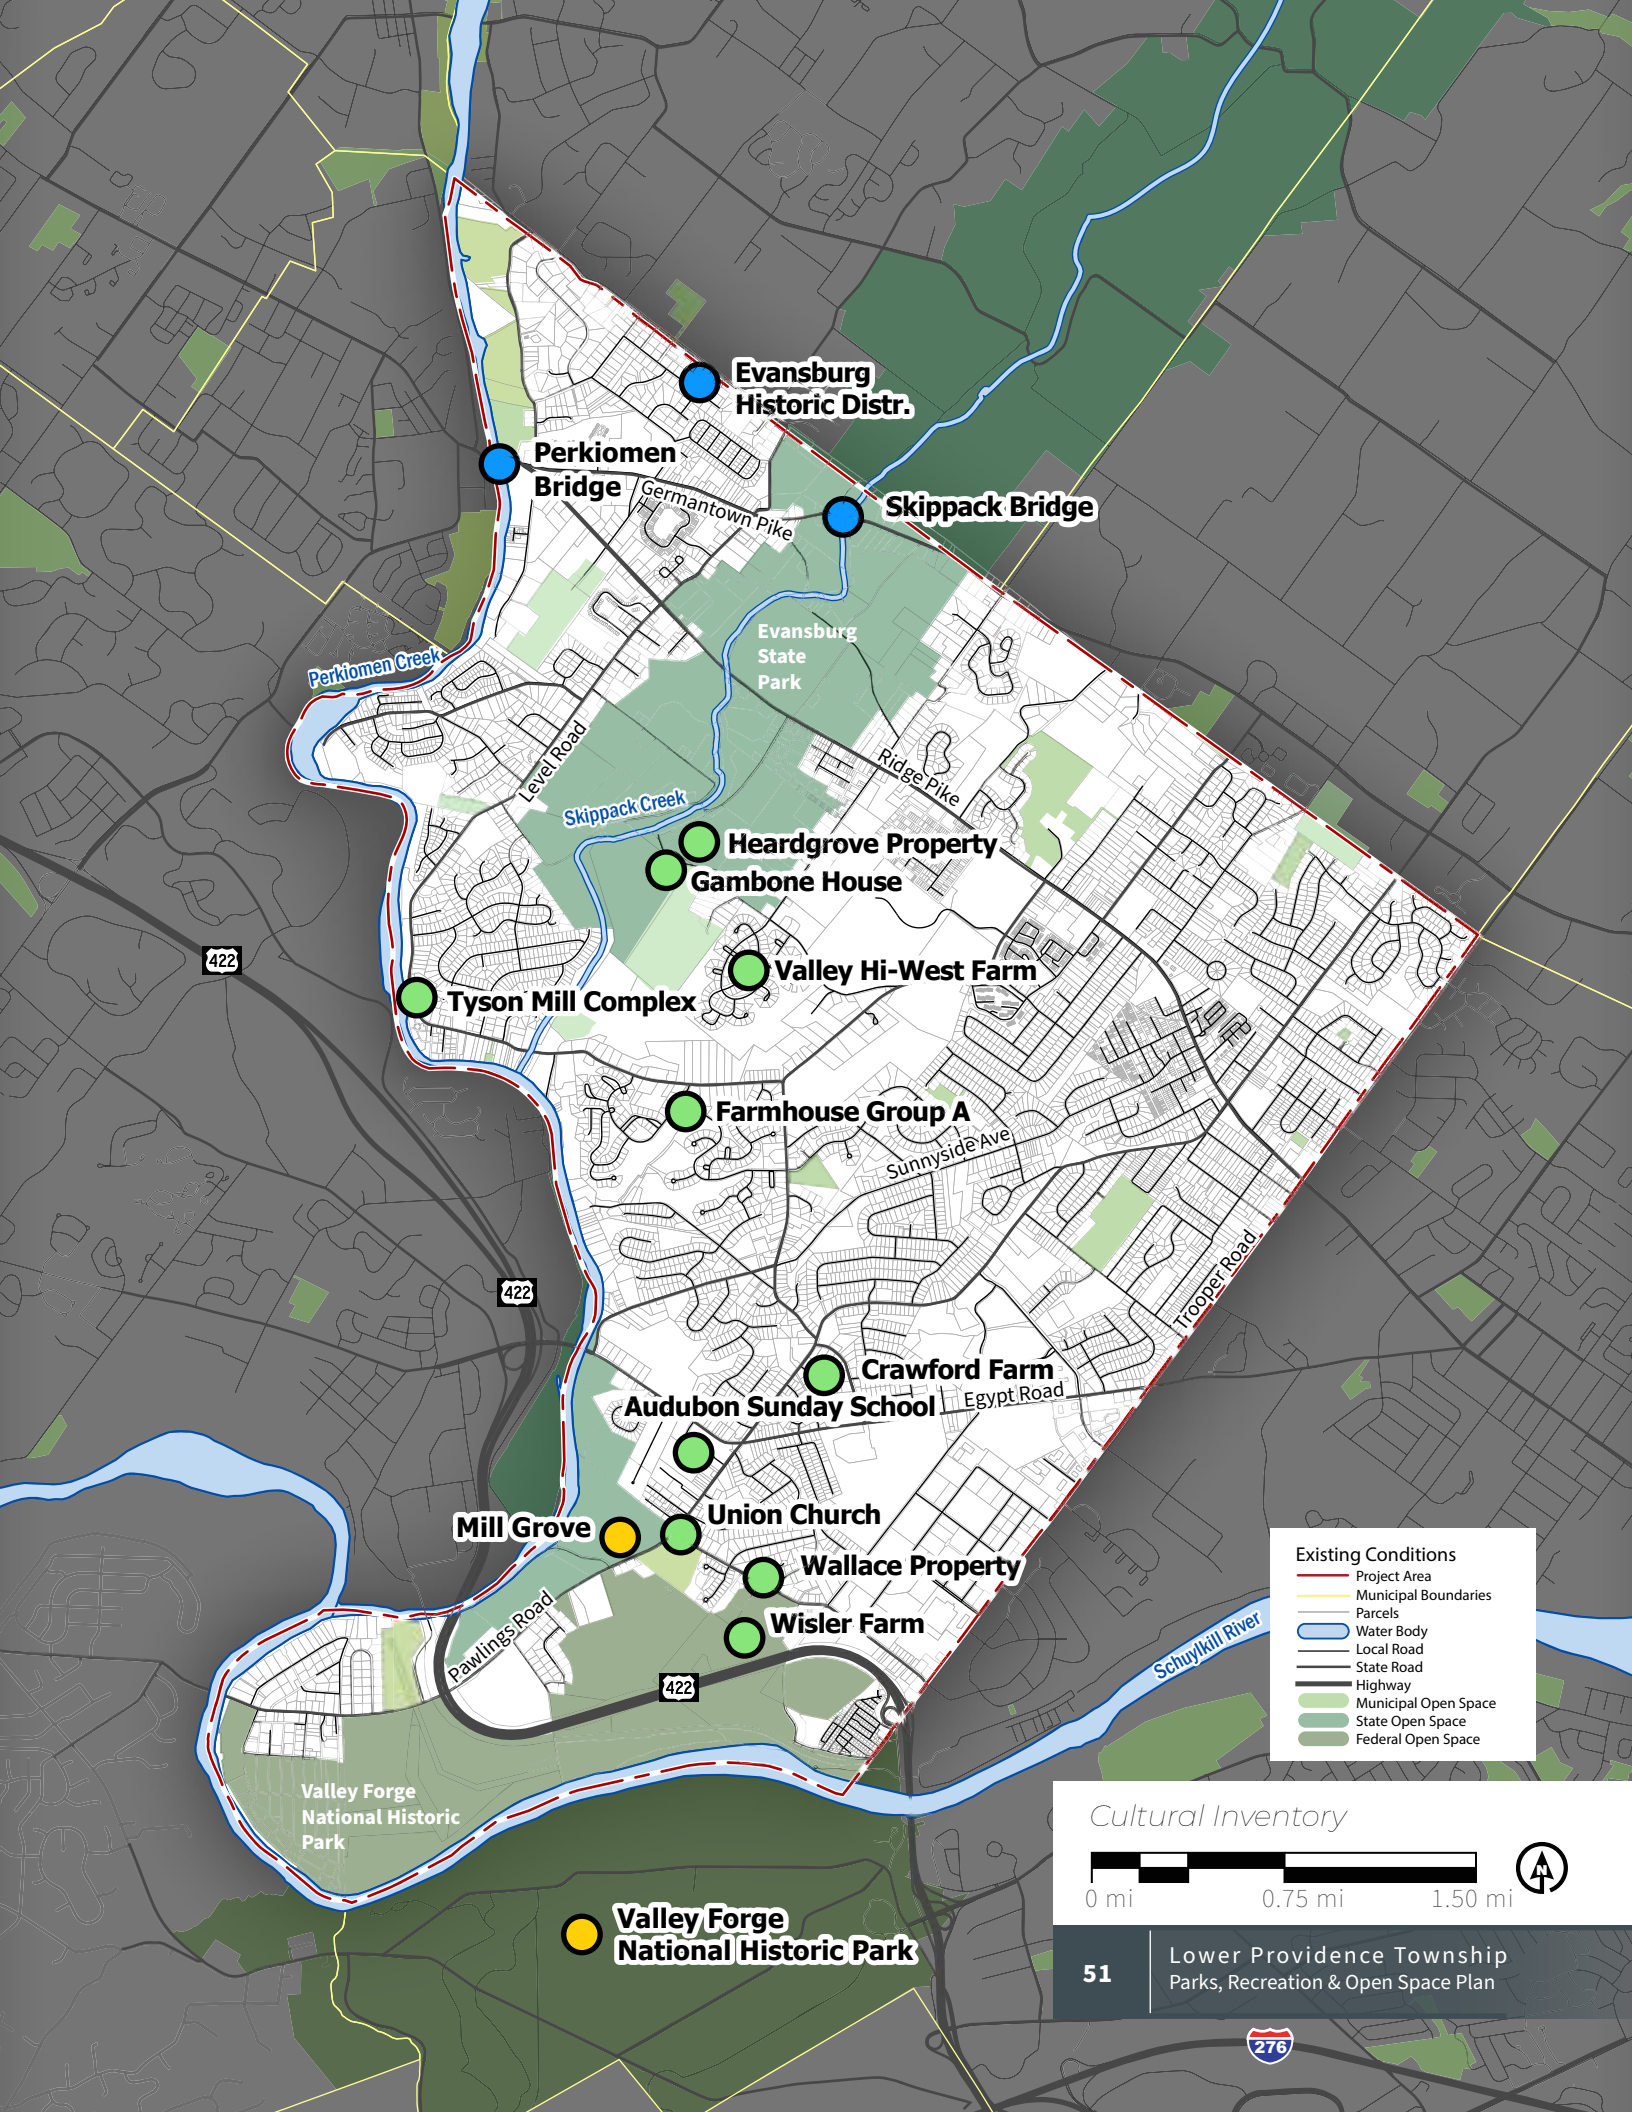 Evansburg
Historic Distr.
Perkiomen
Bridge
Germantown Pike
Skippack Bridge
Evansburg
State
Park
Perkiomen Creek
Level Road
Ridge Pike
Skippack Creek
Heardgrove Property
Gambone House
422
Valley Hi-West Farm
Tyson Mill Complex
Farmhouse Group A
Sunnyside Ave
Trooper Road
422
Crawford Farm
Egypt Road
Audubon Sunday School
Union Church
Mill Grove
Wallace Property
Wisler Farm
Pawlings Road
422
Schuylkill River
Valley Forge
National Historic
Park
Valley Forge
National Historic Park
Existing Conditions
Project Area
Municipal Boundaries
Parcels
Water Body
Local Road
State Road
Highway
Municipal Open Space
State Open Space
Federal Open Space
Cultural Inventory
0 mi 0.75 mi 1.50 mi
N
51
Lower Providence Township
Parks, Recreation & Open Space Plan
276